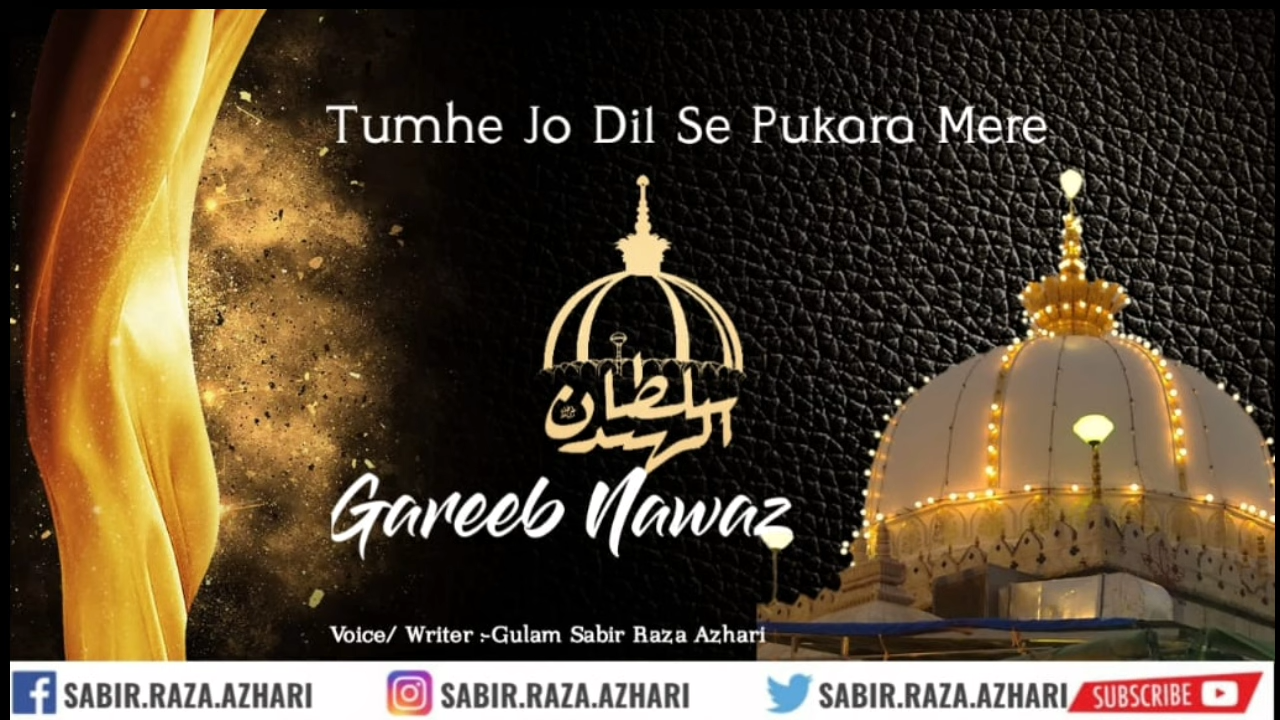 Tumhe Jo Dil Se Pukara Mere
سلطان
الهند
Gareeb Nawaz
Voice/ Writer :-Gulam Sabir Raza Azhari
SABIR.RAZA.AZHARI SABIR.RAZA.AZHARI SABIR.RAZA.AZHARI SUBSCRIBE